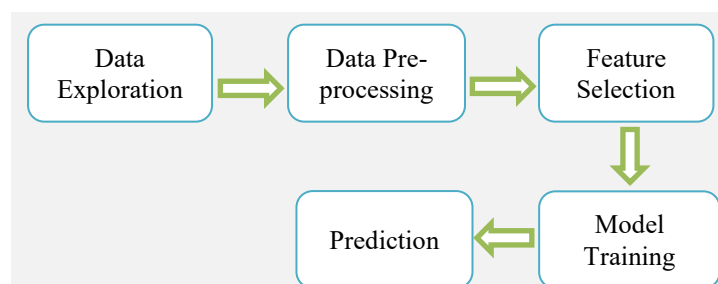 Data
Exploration
Data Pre-
processing
Feature
Selection
Model
Training
Prediction